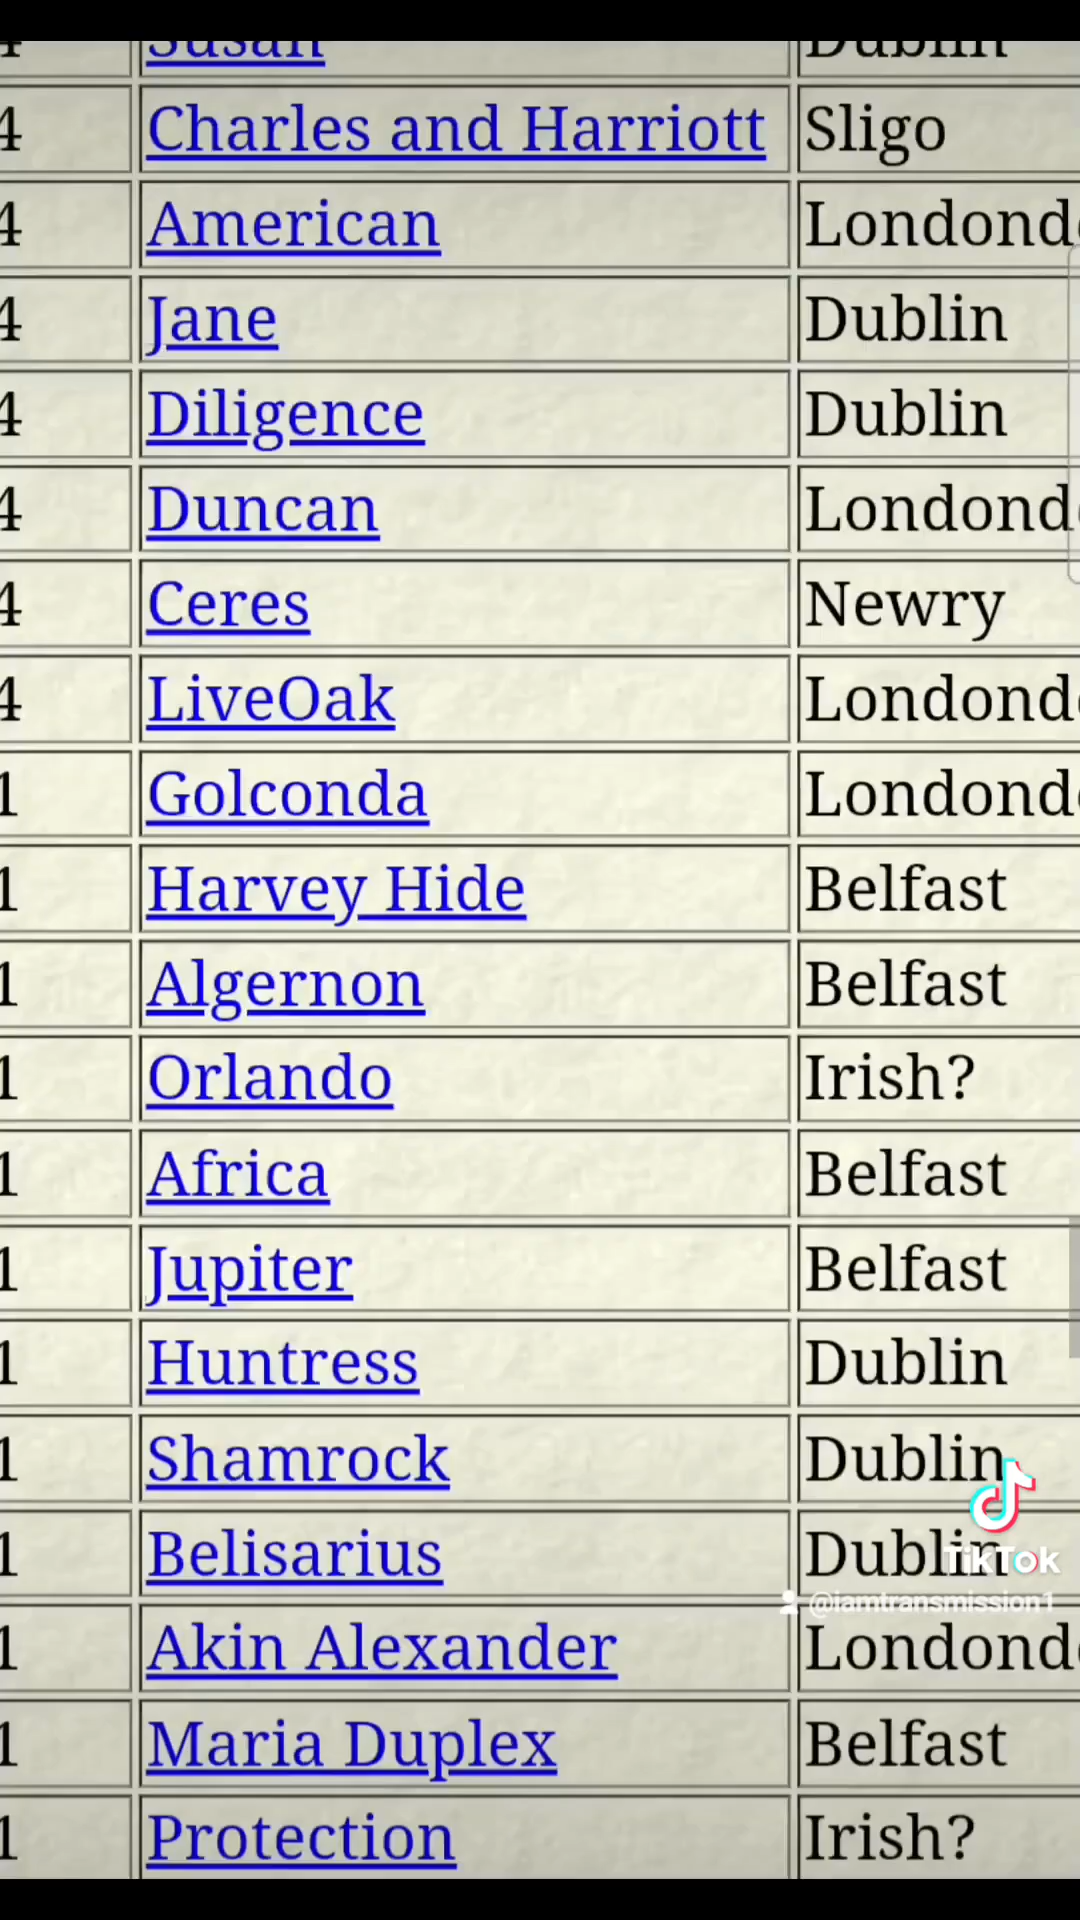 4 Susan Dublin
4 Charles and Harriott Sligo
4 American Londond
4 Jane Dublin
4 Diligence Dublin
4 Duncan Londond
4 Ceres Newry
4 LiveOak Londond
1 Golconda Londond
1 Harvey Hide Belfast
1 Algernon Belfast
1 Orlando Irish?
1 Africa Belfast
1 Jupiter Belfast
1 Huntress Dublin
1 Shamrock Dublin
1 Belisarius Dublin
TikTok
@iamtransmission1
1 Akin Alexander Londond
1 Maria Duplex Belfast
1 Protection Irish?